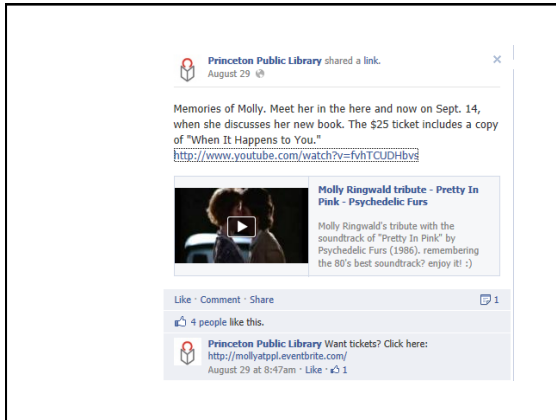 Princeton Public Library shared a link.
August 29
Memories of Molly. Meet her in the here and now on Sept. 14,
when she discusses her new book. The $25 ticket includes a copy
of "When It Happens to You."
http://www.youtube.com/watch?v=fvhTCUDHbvs
Molly Ringwald tribute - Pretty In
Pink - Psychedelic Furs
Molly Ringwald's tribute with the
soundtrack of "Pretty In Pink" by
Psychedelic Furs (1986). remembering
the 80's best soundtrack? enjoy it! :)
Like · Comment · Share 1
4 people like this.
Princeton Public Library Want tickets? Click here:
http://mollyatppl.eventbrite.com/
August 29 at 8:47am · Like · 1